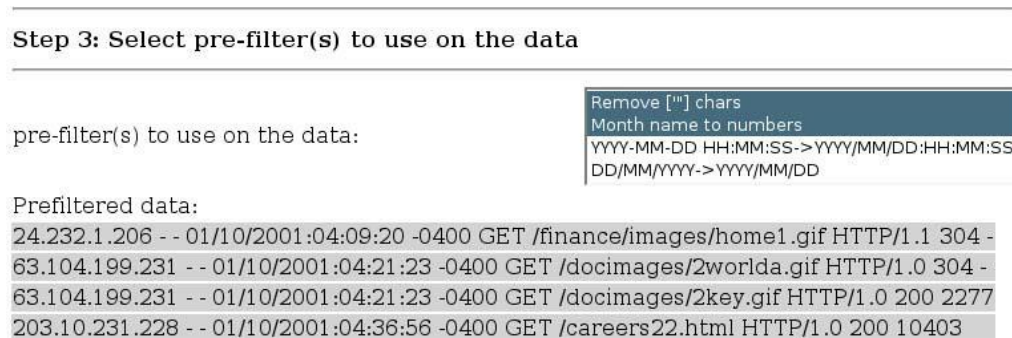 Step 3: Select pre-filter(s) to use on the data
Remove ['"] chars
Month name to numbers
pre-filter(s) to use on the data:
YYYY-MM-DD HH:MM:SS->YYYY/MM/DD:HH:MM:SS
DD/MM/YYYY->YYYY/MM/DD
Prefiltered data:
24.232.1.206 - - 01/10/2001:04:09:20 -0400 GET /finance/images/home1.gif HTTP/1.1 304 -
63.104.199.231 - - 01/10/2001:04:21:23 -0400 GET /docimages/2worlda.gif HTTP/1.0 304 -
63.104.199.231 - - 01/10/2001:04:21:23 -0400 GET /docimages/2key.gif HTTP/1.0 200 2277
203.10.231.228 - - 01/10/2001:04:36:56 -0400 GET /careers22.html HTTP/1.0 200 10403